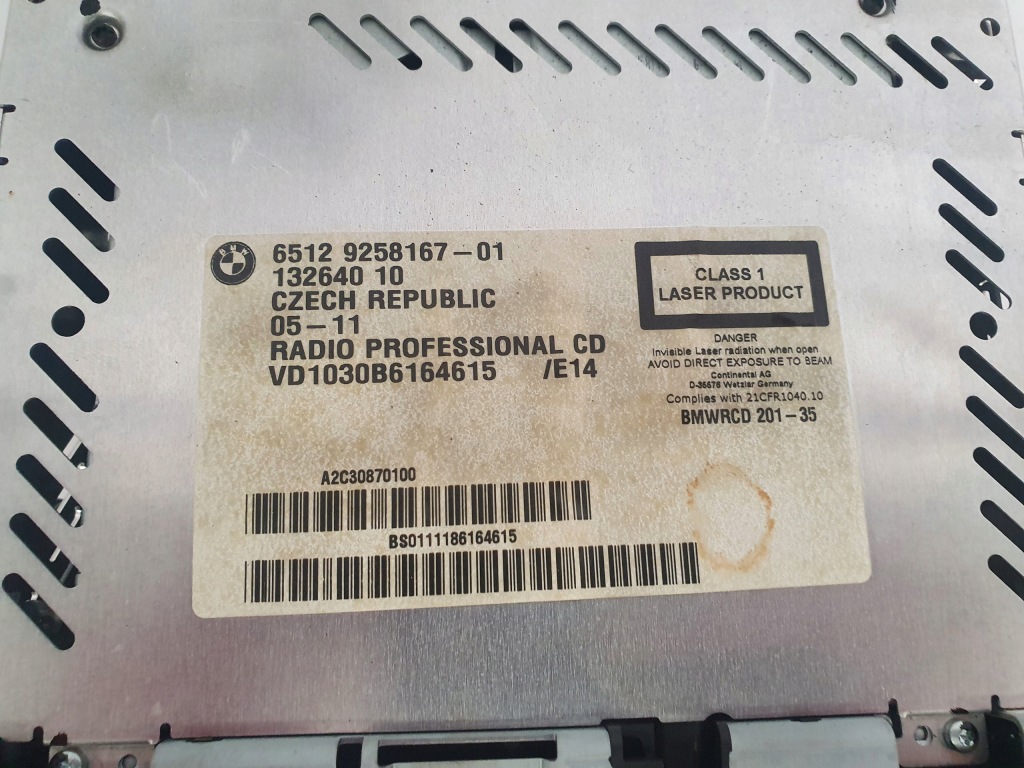 BMW
6512 9258167-01
132640 10
CZECH REPUBLIC
05-11
RADIO PROFESSIONAL CD
VD1030B6164615 /E14
CLASS 1
LASER PRODUCT
DANGER
Invisible Laser radiation when open
AVOID DIRECT EXPOSURE TO BEAM
Continental AG
D-35576 Wetzlar Germany
Complies with 21CFR1040.10
BMWRCD 201-35
A2C30870100
BS0111186164615